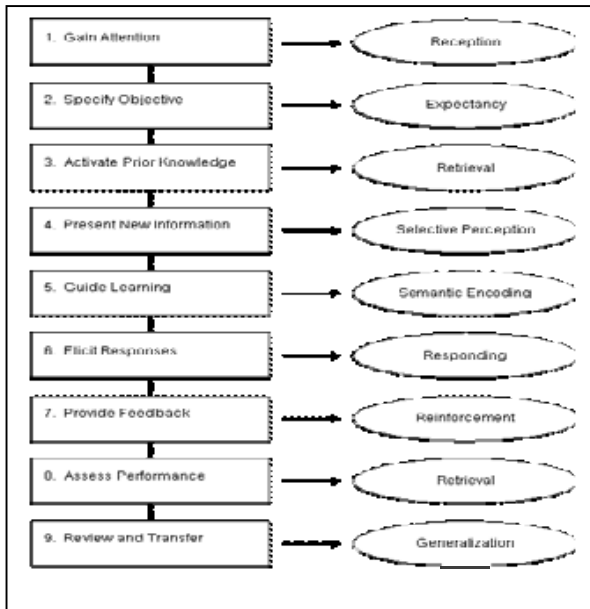 1. Gain Attention
Reception
2. Specify Objective
Expectancy
3. Activate Prior Knowledge
Retrieval
4. Present New Information
Selective Perception
5. Guide Learning
Semantic Encoding
6. Elicit Responses
Responding
7. Provide Feedback
Reinforcement
8. Assess Performance
Retrieval
9. Review and Transfer
Generalization